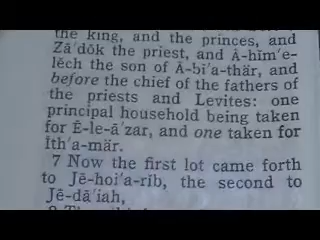 the king, and the princes, and
Zā´dŏk the priest, and Ă-hĭm´e-
lĕch the son of Ā-bi´a-thär, and
before the chief of the fathers of
the priests and Levites: one
principal household being taken
for Ē-le-ā´zar, and one taken for
Ĭth´a-mär.
7 Now the first lot came forth
to Jē-hoi´a-rib, the second to
Jē-dā´iah,